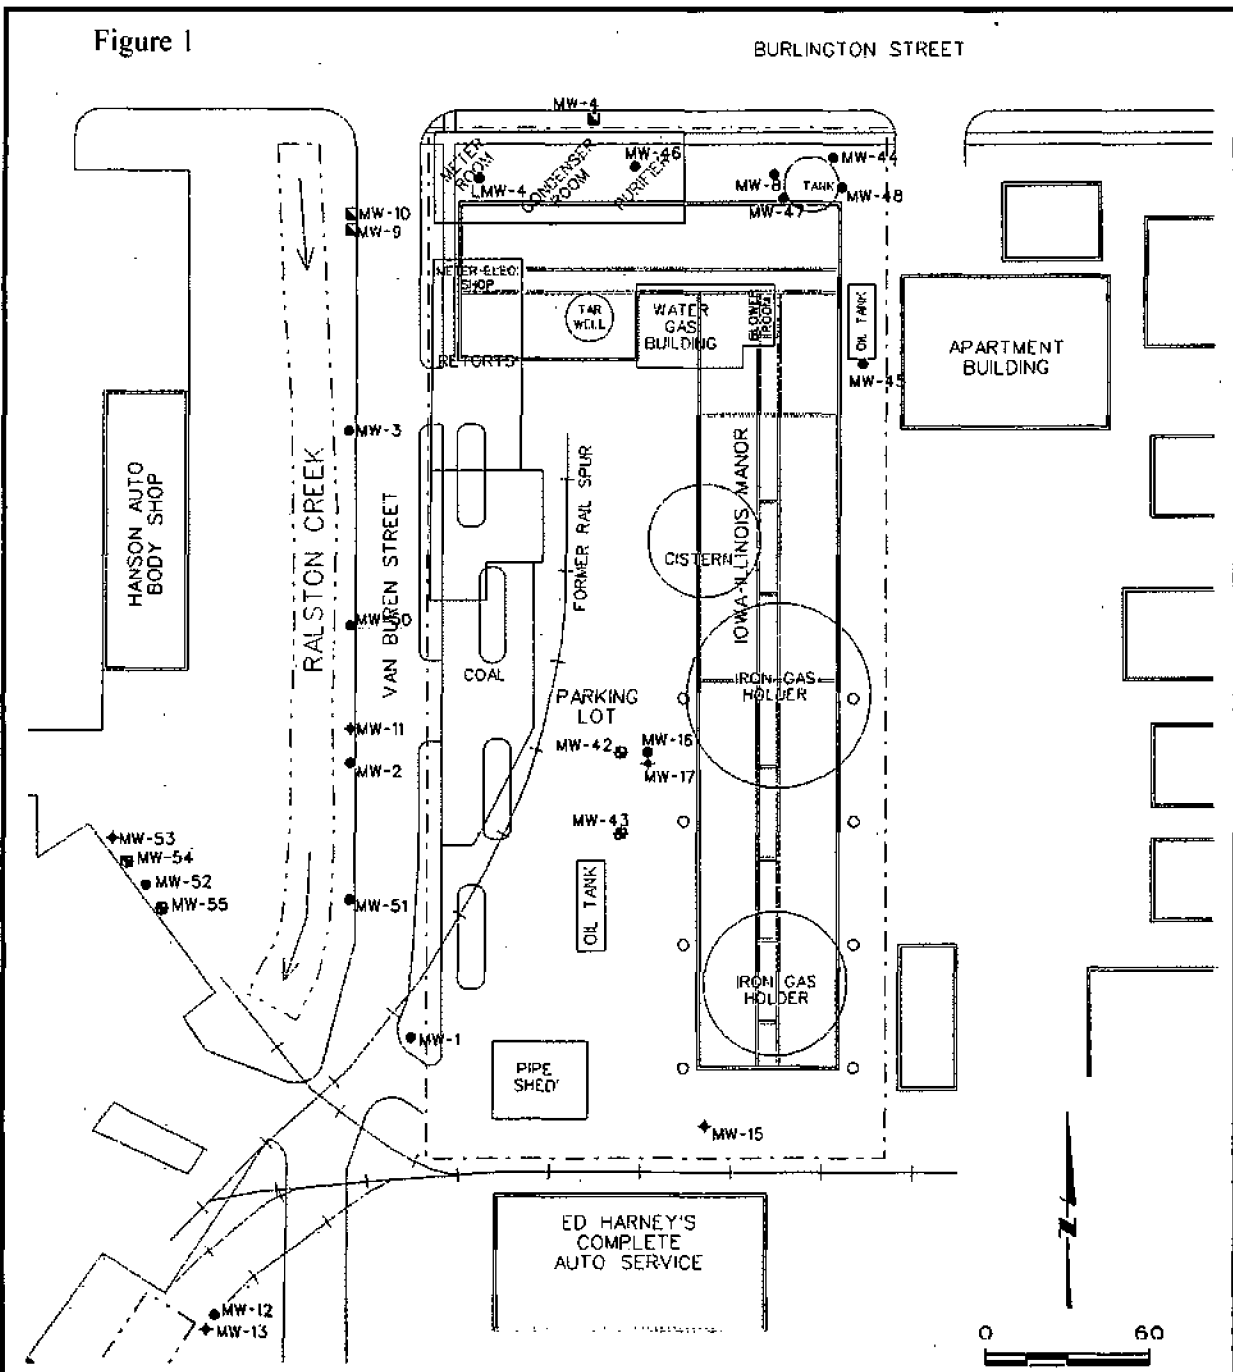 Figure 1
BURLINGTON STREET
MW-4
METER
ROOM
CONDENSER
ROOM
PURIFIER
MW-46
MW-44
LMW-4
MW-8
TANK
MW-48
MW-47
MW-10
MW-9
METER-ELEC
SHOP
TAR
WELL
WATER
GAS
BUILDING
BLOWER
ROOM
OIL TANK
APARTMENT
BUILDING
RETORTS
MW-45
MW-3
HANSON AUTO
BODY SHOP
RALSTON CREEK
VAN BUREN STREET
FORMER RAIL SPUR
CISTERN
IOWA-ILLINOIS MANOR
MW-50
COAL
IRON GAS
HOLDER
PARKING
LOT
MW-11
MW-42
MW-16
MW-2
MW-17
MW-43
MW-53
MW-54
MW-52
MW-55
MW-51
OIL TANK
IRON GAS
HOLDER
MW-1
PIPE
SHED
MW-15
ED HARNEY'S
COMPLETE
AUTO SERVICE
N
MW-12
MW-13
0 60